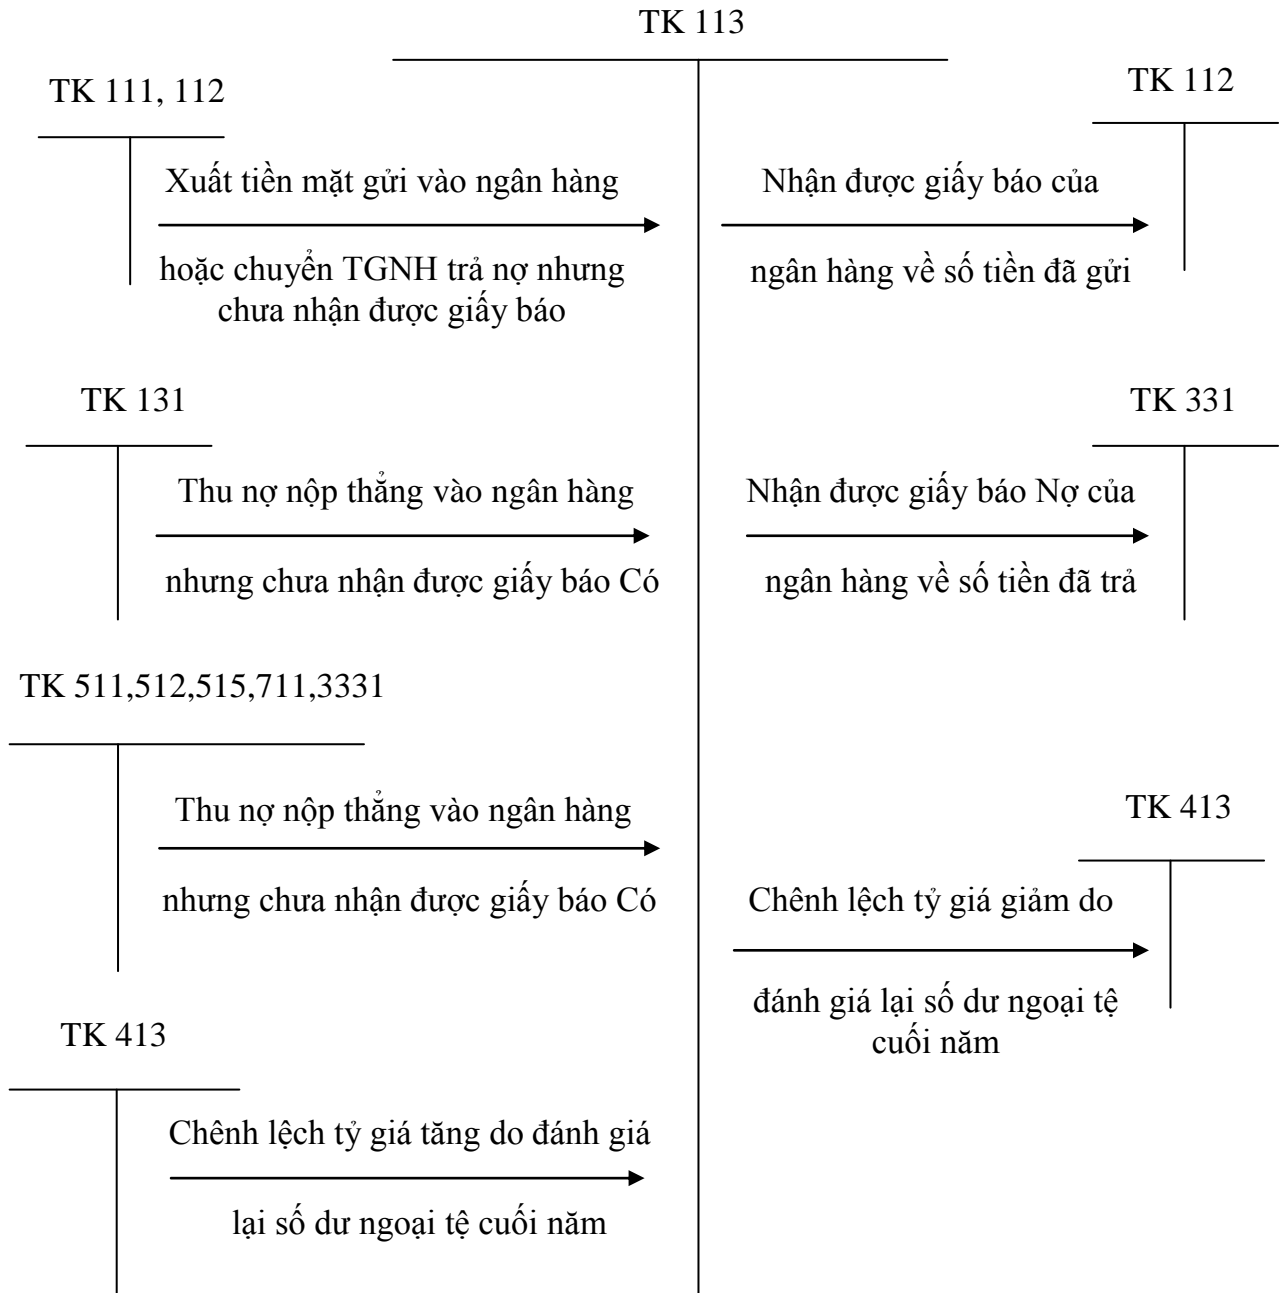 TK 113
TK 111, 112
TK 112
Xuất tiền mặt gửi vào ngân hàng
hoặc chuyển TGNH trả nợ nhưng
chưa nhận được giấy báo
Nhận được giấy báo của
ngân hàng về số tiền đã gửi
TK 131
TK 331
Thu nợ nộp thẳng vào ngân hàng
nhưng chưa nhận được giấy báo Có
Nhận được giấy báo Nợ của
ngân hàng về số tiền đã trả
TK 511,512,515,711,3331
Thu nợ nộp thẳng vào ngân hàng
nhưng chưa nhận được giấy báo Có
TK 413
Chênh lệch tỷ giá giảm do
đánh giá lại số dư ngoại tệ
cuối năm
TK 413
Chênh lệch tỷ giá tăng do đánh giá
lại số dư ngoại tệ cuối năm